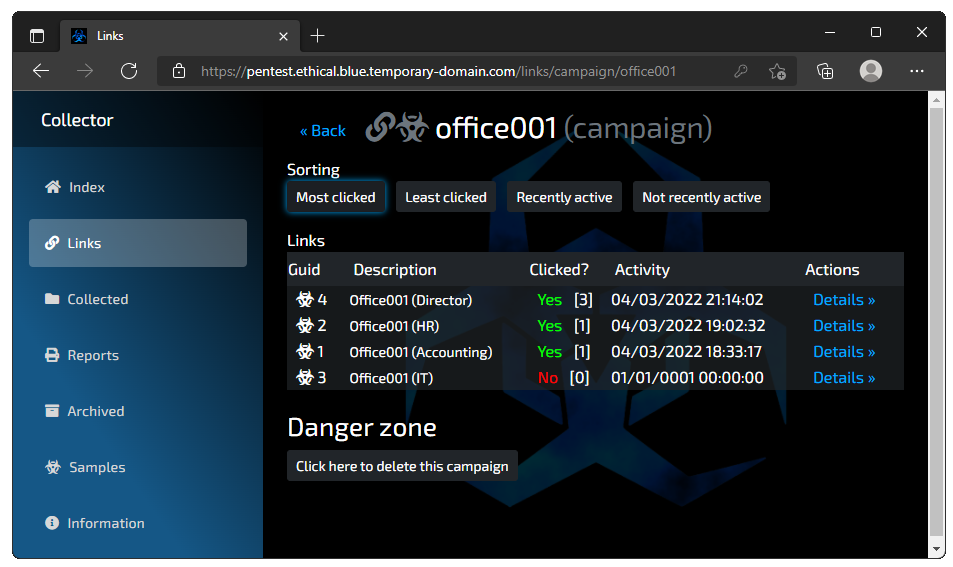 Links
https://pentest.ethical.blue.temporary-domain.com/links/campaign/office001
Collector
Index
Links
Collected
Reports
Archived
Samples
Information
« Back office001 (campaign)
Sorting
Most clicked Least clicked Recently active Not recently active
Links
Guid Description Clicked? Activity Actions
4 Office001 (Director) Yes [3] 04/03/2022 21:14:02 Details »
2 Office001 (HR) Yes [1] 04/03/2022 19:02:32 Details »
1 Office001 (Accounting) Yes [1] 04/03/2022 18:33:17 Details »
3 Office001 (IT) No [0] 01/01/0001 00:00:00 Details »
Danger zone
Click here to delete this campaign